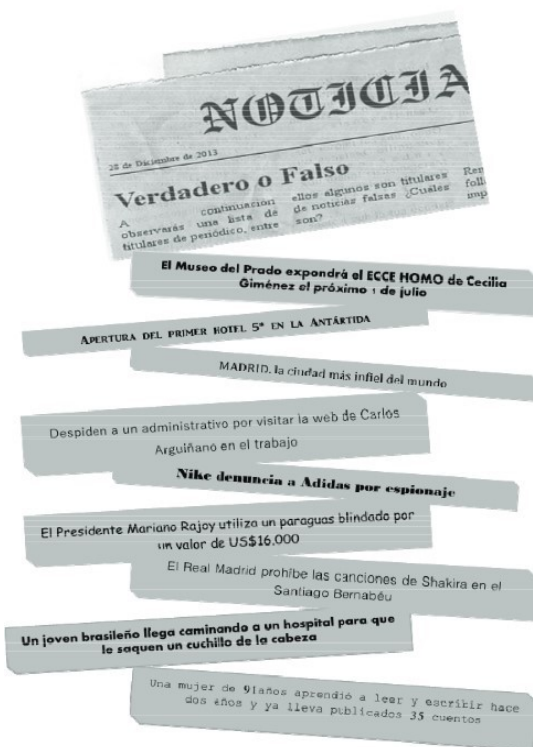 NOTICIA
28 de Diciembre de 2013
Verdadero o Falso
A continuación
observarás una lista de
titulares de periódico, entre
ellos algunos son titulares
de noticias falsas ¿Cuáles
son?
El Museo del Prado expondrá el ECCE HOMO de Cecilia
Giménez el próximo 1 de julio
APERTURA DEL PRIMER HOTEL 5* EN LA ANTÁRTIDA
MADRID, la ciudad más infiel del mundo
Despiden a un administrativo por visitar la web de Carlos
Arguiñano en el trabajo
Nike denuncia a Adidas por espionaje
El Presidente Mariano Rajoy utiliza un paraguas blindado por
un valor de US$16.000
El Real Madrid prohíbe las canciones de Shakira en el
Santiago Bernabéu
Un joven brasileño llega caminando a un hospital para que
le saquen un cuchillo de la cabeza
Una mujer de 91años aprendió a leer y escribir hace
dos años y ya lleva publicados 35 cuentos